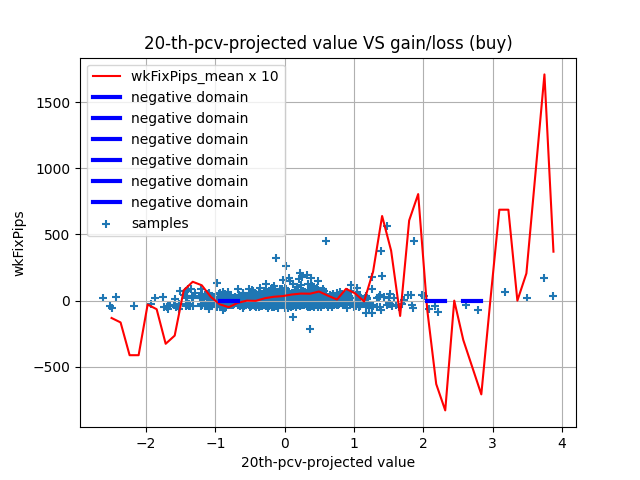 20-th-pcv-projected value VS gain/loss (buy)
wkFixPips_mean x 10
negative domain
negative domain
negative domain
negative domain
negative domain
negative domain
samples
1500
1000
500
0
−500
wkFixPips
−2 −1 0 1 2 3 4
20th-pcv-projected value